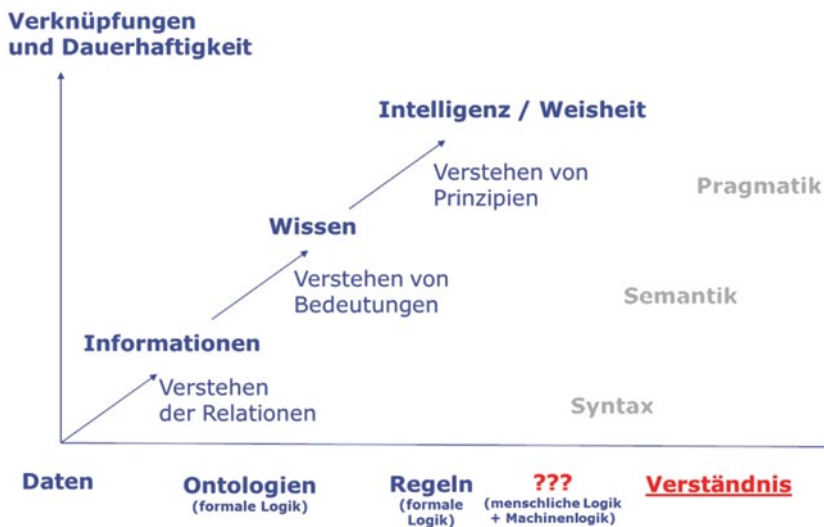 Verknüpfungen
und Dauerhaftigkeit
Intelligenz / Weisheit
Verstehen von
Prinzipien
Pragmatik
Wissen
Verstehen von
Bedeutungen
Semantik
Informationen
Verstehen
der Relationen
Syntax
Daten
Ontologien
(formale Logik)
Regeln
(formale
Logik)
???
(menschliche Logik
+ Machinenlogik)
Verständnis